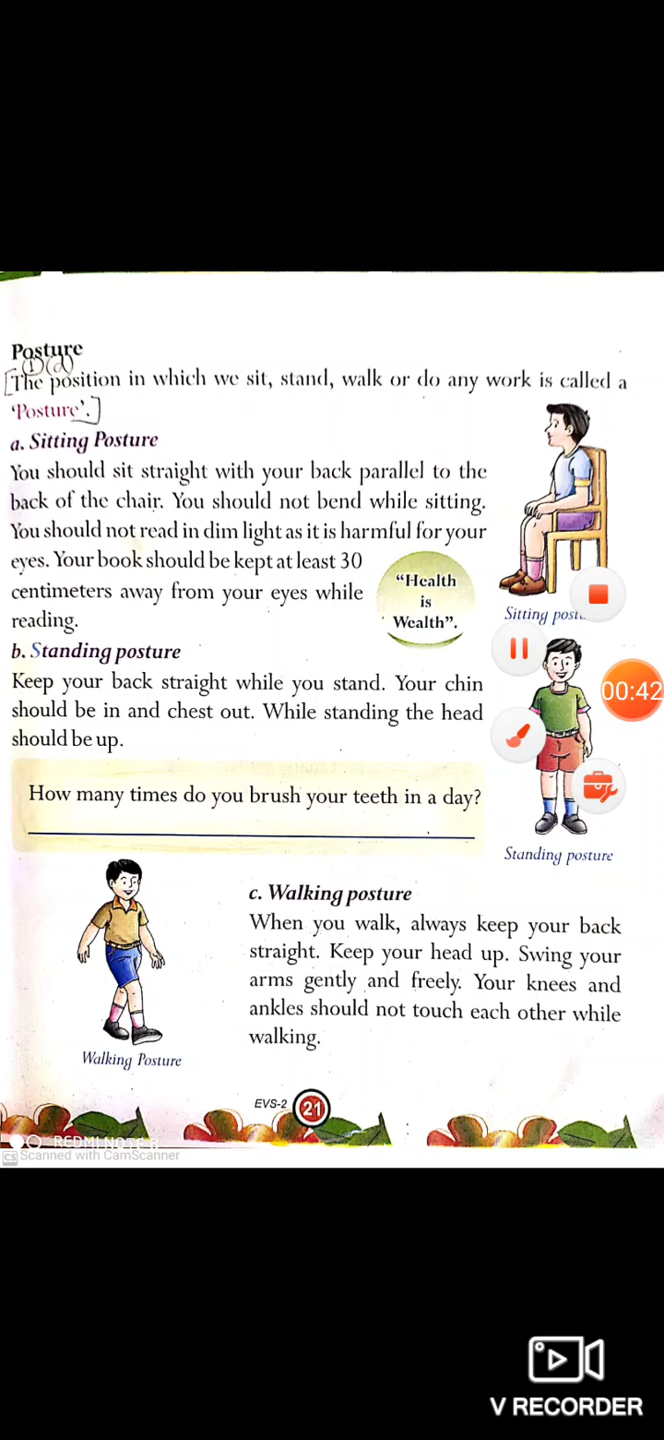 Posture
① (a)
[The position in which we sit, stand, walk or do any work is called a
'Posture'.]
a. Sitting Posture
You should sit straight with your back parallel to the
back of the chair. You should not bend while sitting.
You should not read in dim light as it is harmful for your
eyes. Your book should be kept at least 30
centimeters away from your eyes while
reading.
"Health
is
Wealth".
Sitting
b. Standing posture
Keep your back straight while you stand. Your chin
should be in and chest out. While standing the head
should be up.
00:42
How many times do you brush your teeth in a day?
Standing posture
c. Walking posture
When you walk, always keep your back
straight. Keep your head up. Swing your
arms gently and freely. Your knees and
ankles should not touch each other while
walking.
Walking Posture
EVS-2 21
REDMI NOTE
CS Scanned with CamScanner
V RECORDER